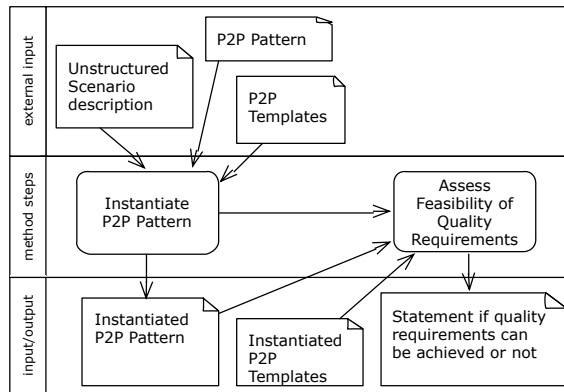 external input
P2P Pattern
Unstructured
Scenario
description
P2P
Templates
method steps
Instantiate
P2P Pattern
Assess
Feasibility of
Quality
Requirements
input/output
Instantiated
P2P Pattern
Instantiated
P2P
Templates
Statement if quality
requirements can
be achieved or not